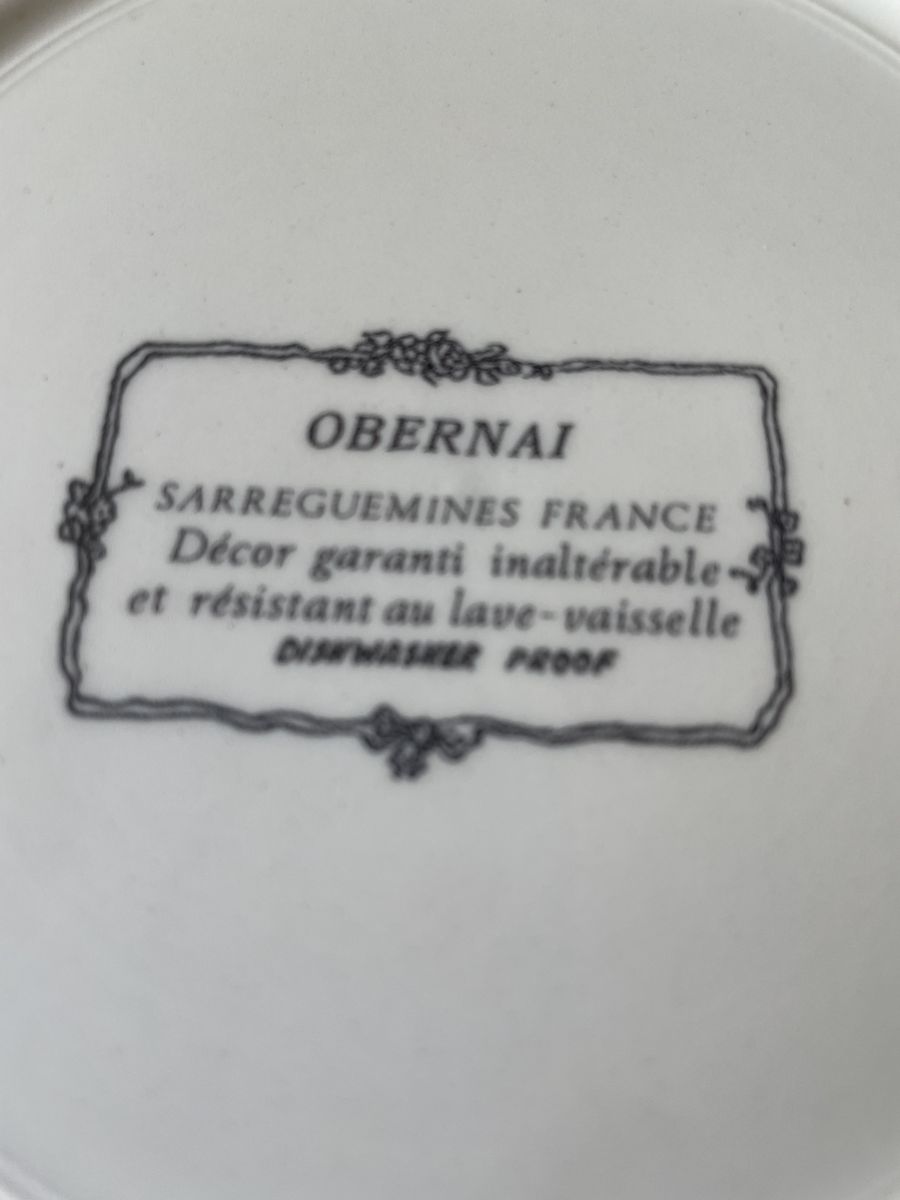 OBERNAI
SARREGUEMINES FRANCE
Décor garanti inaltérable
et résistant au lave-vaisselle
DISHWASHER PROOF